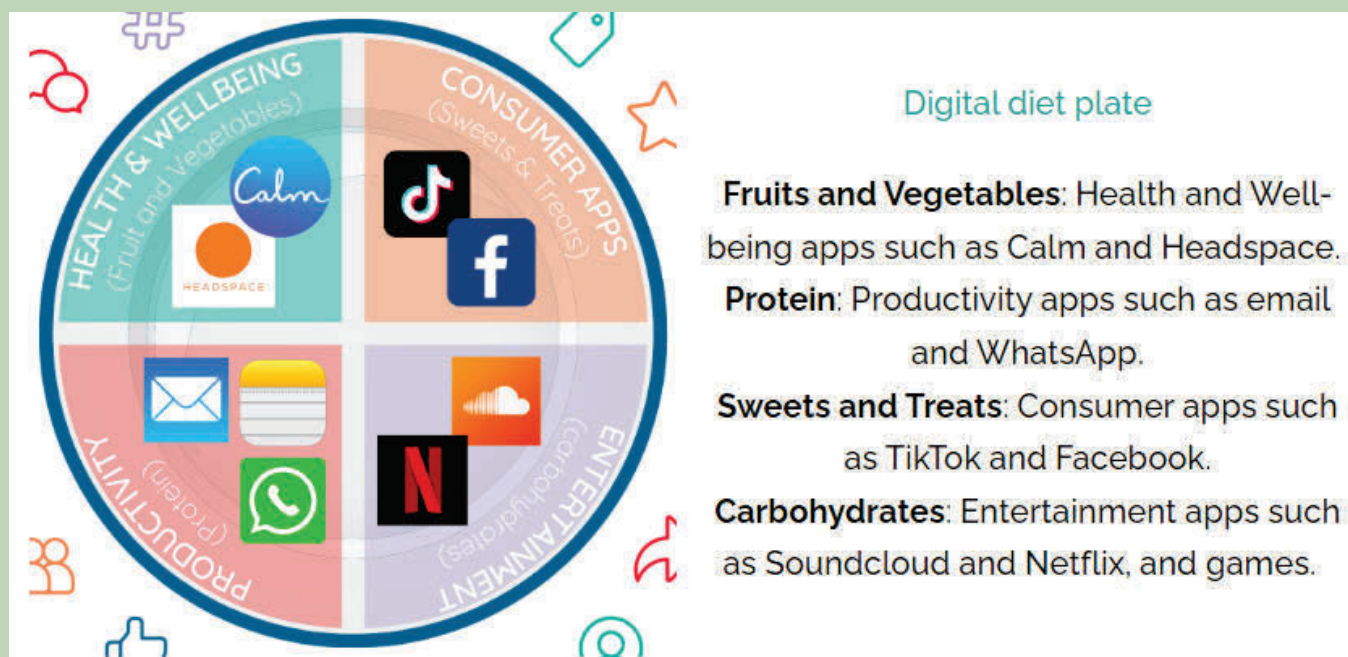 HEALTH & WELLBEING
(Fruit and Vegetables)
CONSUMER APPS
(Sweets & Treats)
Calm
HEADSPACE
f
N
PRODUCTIVITY
(Protein)
ENTERTAINMENT
(carbohydrates)
Digital diet plate
Fruits and Vegetables: Health and Well-
being apps such as Calm and Headspace.
Protein: Productivity apps such as email
and WhatsApp.
Sweets and Treats: Consumer apps such
as TikTok and Facebook.
Carbohydrates: Entertainment apps such
as Soundcloud and Netflix, and games.